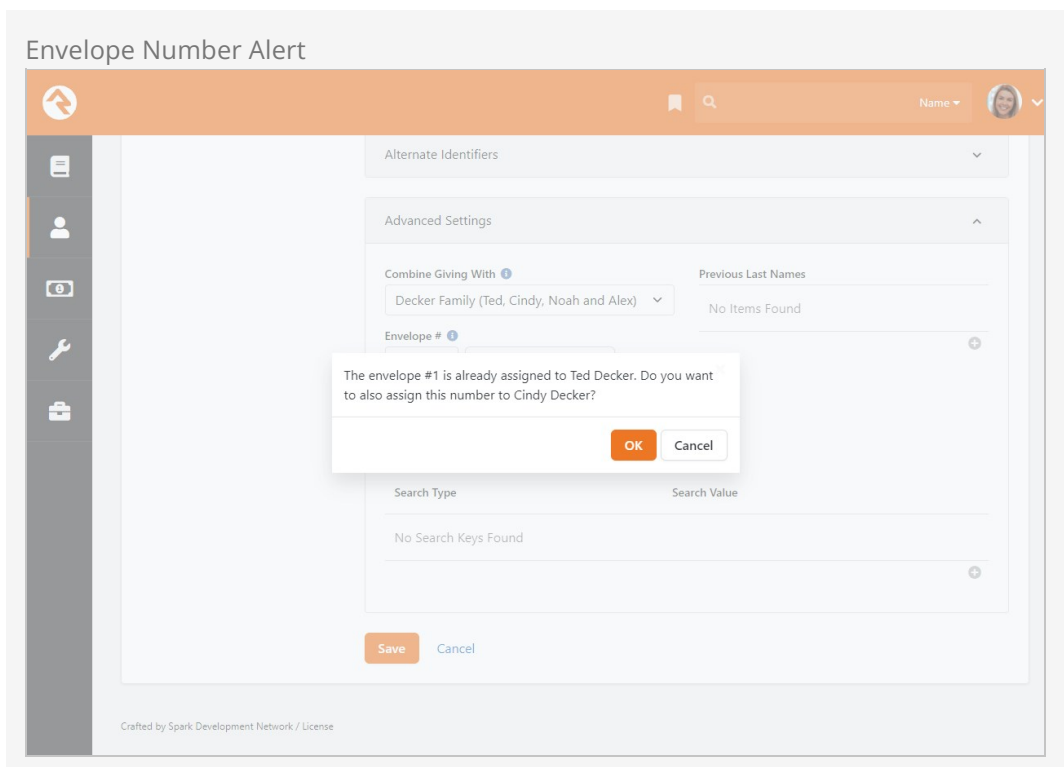 Envelope Number Alert
Name
Alternate Identifiers
Advanced Settings
Combine Giving With
Previous Last Names
Decker Family (Ted, Cindy, Noah and Alex)
No Items Found
Envelope #
The envelope #1 is already assigned to Ted Decker. Do you want
to also assign this number to Cindy Decker?
OK Cancel
Search Type Search Value
No Search Keys Found
Save Cancel
Crafted by Spark Development Network / License